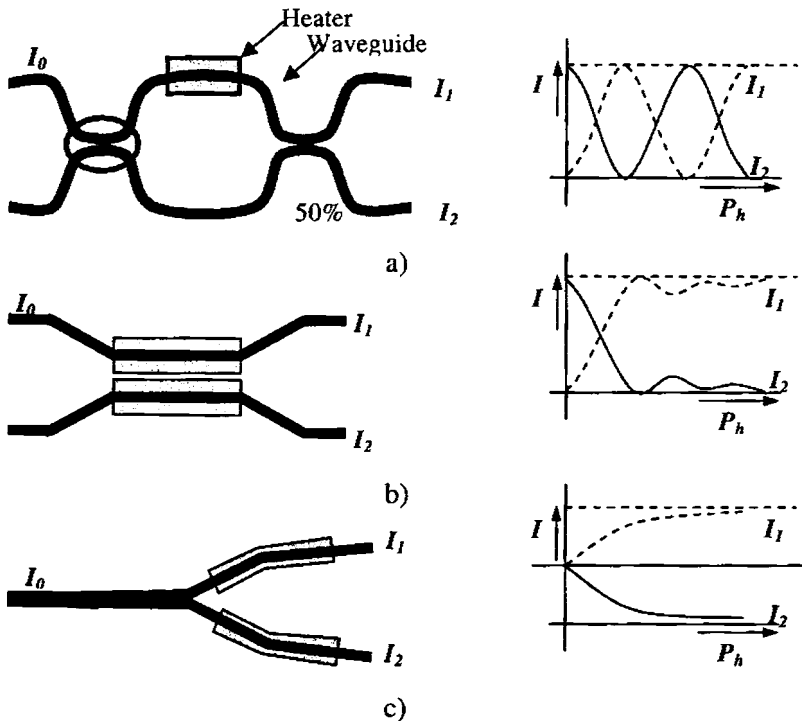 Heater
Waveguide
I₀
I₁
50%
I₂
a)
I
I₁
I₂
Pₕ
I₀
I₁
I₂
b)
I
I₁
I₂
Pₕ
I₀
I₁
I₂
c)
I
I₁
I₂
Pₕ